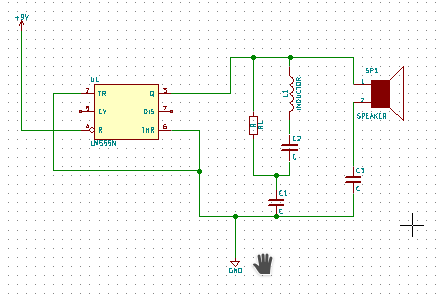 +9V
U1
2 TR Q 3
5 CV DIS 7
4 R THR 6
LM555N
R
RL
L1
INDUCTOR
C2
C
C1
C
SP1
1
2
SPEAKER
C3
C
GND